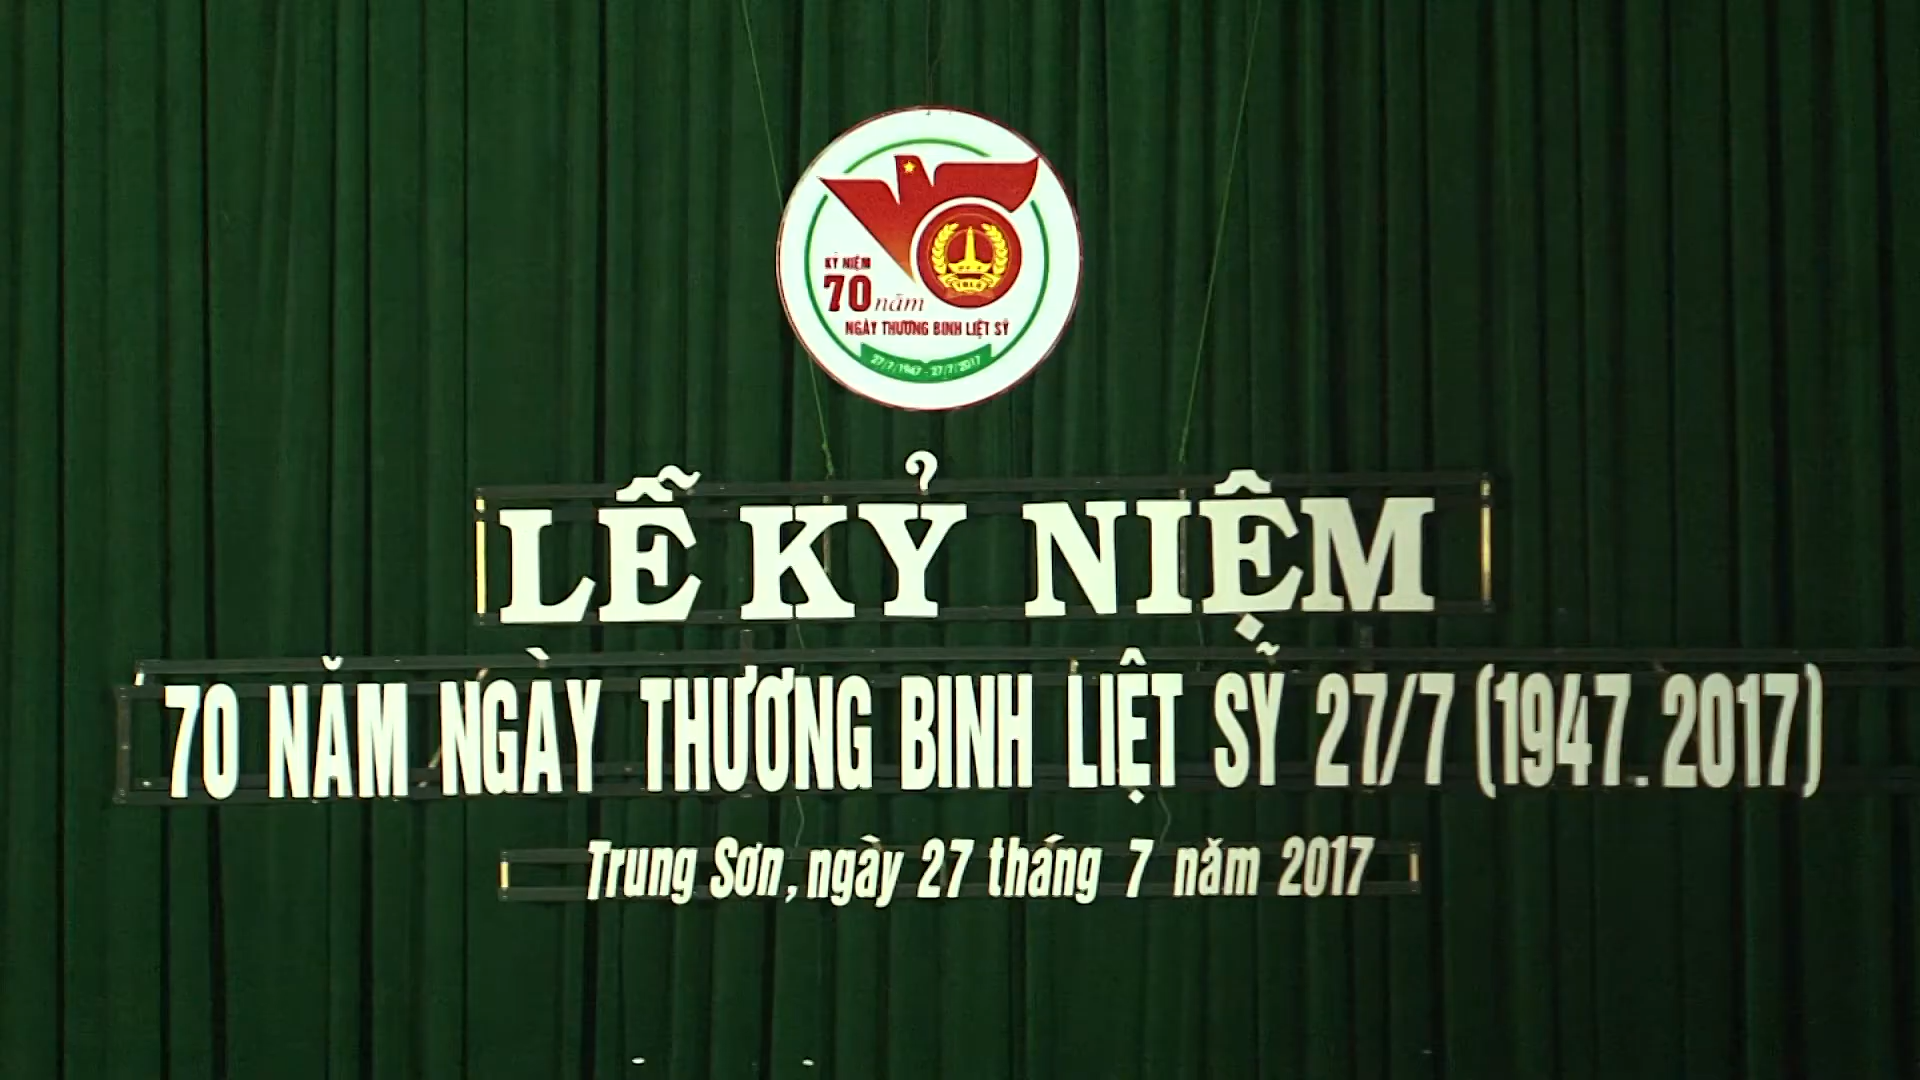 KỶ NIỆM
70 năm
NGÀY THƯƠNG BINH LIỆT SỸ
27/7/1947 - 27/7/2017
LỄ KỶ NIỆM
70 NĂM NGÀY THƯƠNG BINH LIỆT SỸ 27/7 (1947.2017)
Trung Sơn, ngày 27 tháng 7 năm 2017